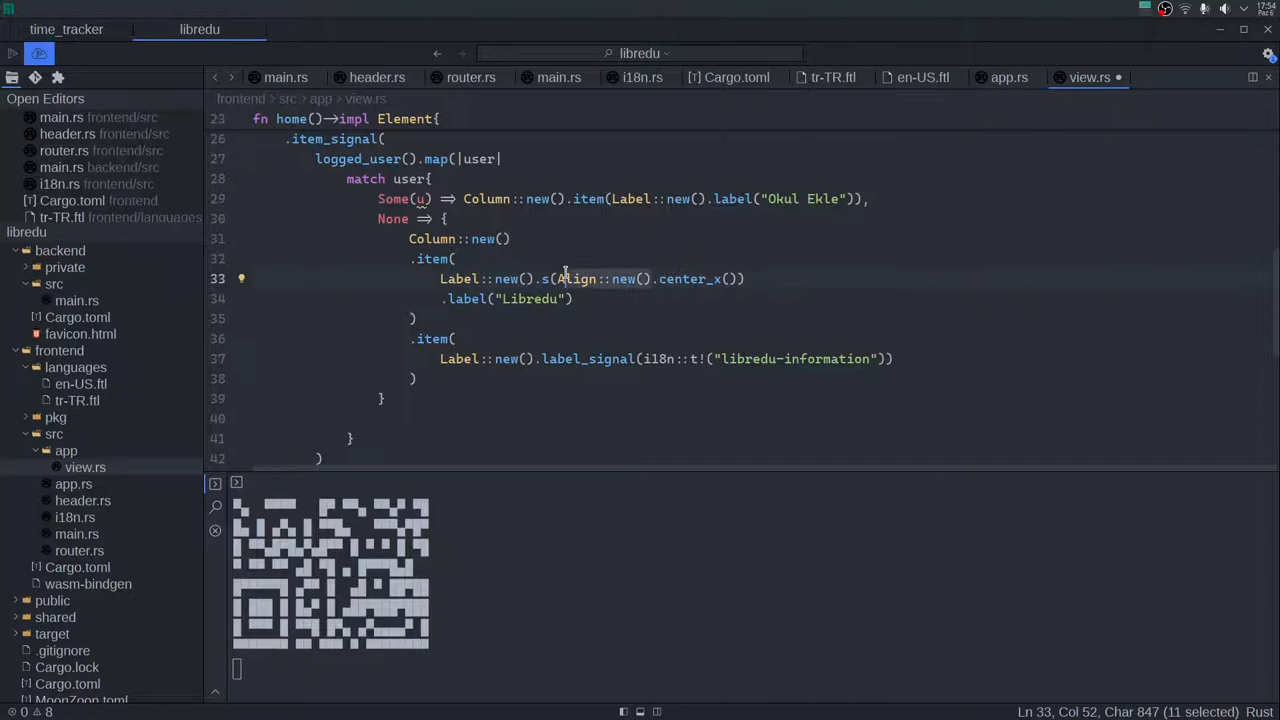 17:54
Paz 6
time_tracker
libredu
libredu
main.rs
header.rs
router.rs
main.rs
i18n.rs
Cargo.toml
tr-TR.ftl
en-US.ftl
app.rs
view.rs
Open Editors
main.rs frontend/src
header.rs frontend/src
router.rs frontend/src
main.rs backend/src
i18n.rs frontend/src
Cargo.toml frontend
tr-TR.ftl frontend/languages
libredu
backend
private
src
main.rs
Cargo.toml
favicon.html
frontend
languages
en-US.ftl
tr-TR.ftl
pkg
src
app
view.rs
app.rs
header.rs
i18n.rs
main.rs
router.rs
Cargo.toml
wasm-bindgen
public
shared
target
.gitignore
Cargo.lock
Cargo.toml
MoonZoon.toml
frontend > src > app > view.rs
23 fn home()->impl Element{
26 .item_signal(
27 logged_user().map(|user|
28 match user{
29 Some(u) => Column::new().item(Label::new().label("Okul Ekle")),
30 None => {
31 Column::new()
32 .item(
33 Label::new().s(Align::new().center_x())
34 .label("Libredu")
35 )
36 .item(
37 Label::new().label_signal(i18n::t!("libredu-information"))
38 )
39 }
40
41 }
42 )
0 8
Ln 33, Col 52, Char 847 (11 selected) Rust